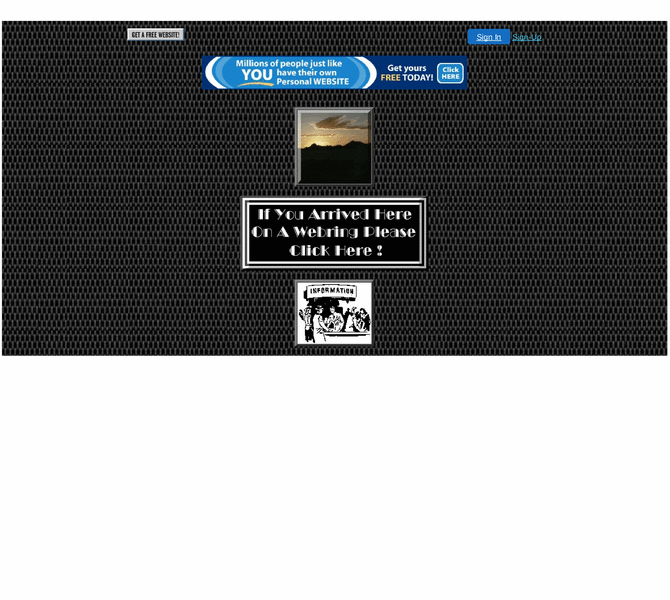 GET A FREE WEBSITE!
Sign In Sign-Up
Millions of people just like
YOU have their own
Personal WEBSITE
Get yours
FREE TODAY!
Click
HERE
If You Arrived Here
On A Webring Please
Click Here !
INFORMATION